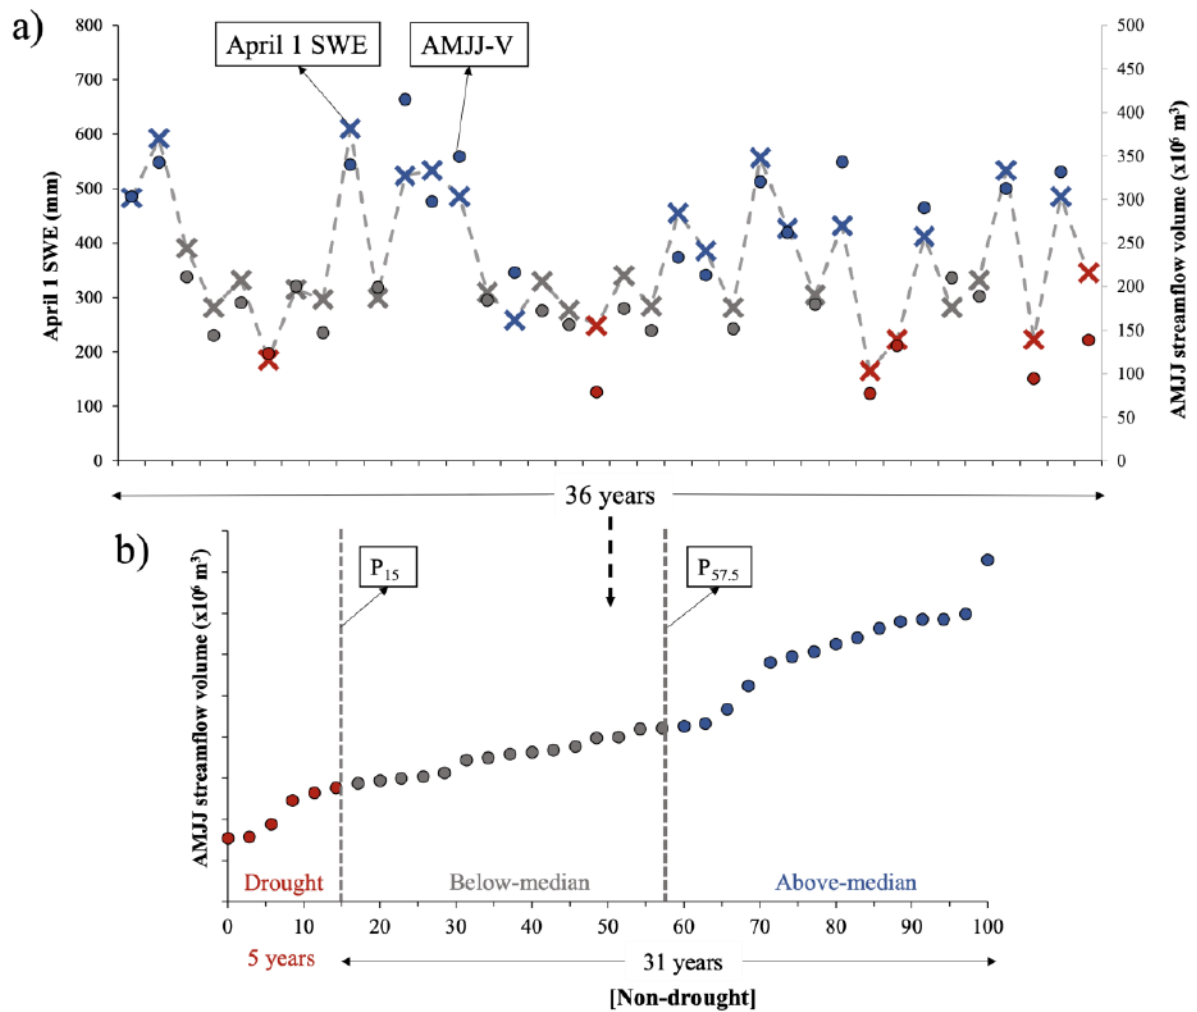 a)
April 1 SWE
AMJJ-V
April 1 SWE (mm)
800
700
600
500
400
300
200
100
0
500
450
400
350
300
250
200
150
100
50
0
AMJJ streamflow volume (x10⁶ m³)
36 years
b)
AMJJ streamflow volume (x10⁶ m³)
P₁₅
P₅₇.₅
Drought
Below-median
Above-median
0 10 20 30 40 50 60 70 80 90 100
5 years
31 years
[Non-drought]